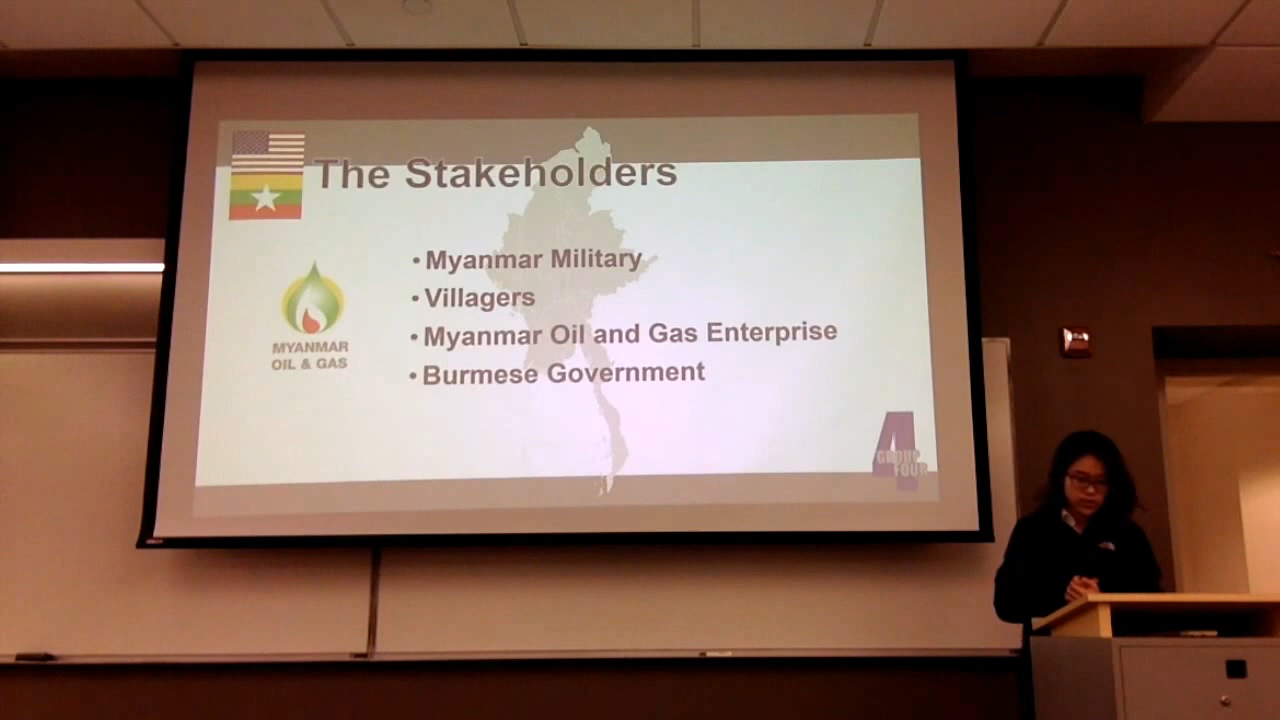 The Stakeholders
• Myanmar Military
• Villagers
• Myanmar Oil and Gas Enterprise
• Burmese Government
MYANMAR
OIL & GAS
4
GROUP
FOUR